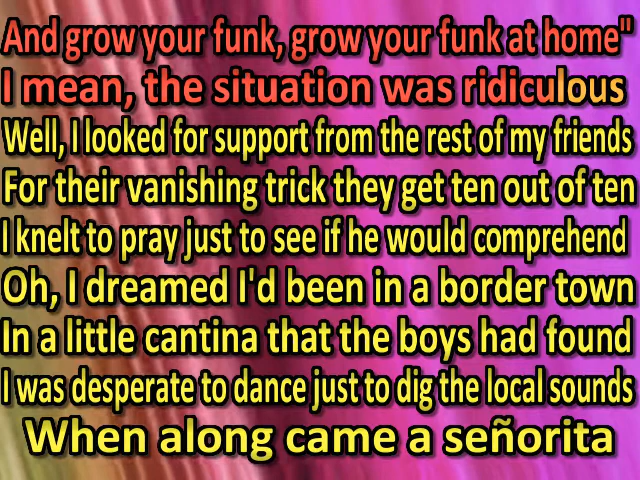 And grow your funk, grow your funk at home"
I mean, the situation was ridiculous
Well, I looked for support from the rest of my friends
For their vanishing trick they get ten out of ten
I knelt to pray just to see if he would comprehend
Oh, I dreamed I'd been in a border town
In a little cantina that the boys had found
I was desperate to dance just to dig the local sounds
When along came a señorita